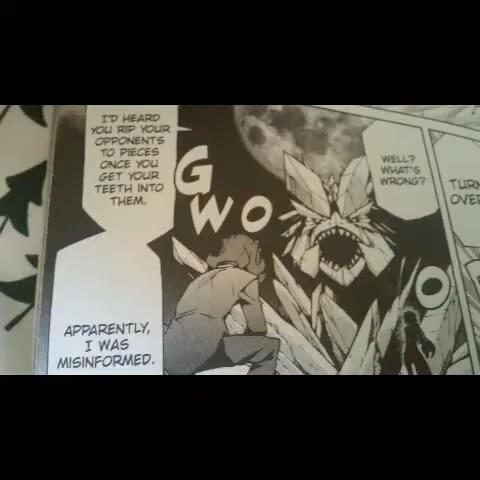 I'D HEARD
YOU RIP YOUR
OPPONENTS
TO PIECES
ONCE YOU
GET YOUR
TEETH INTO
THEM.
APPARENTLY,
I WAS
MISINFORMED.
GWOO
WELL?
WHAT'S
WRONG?
TURN
OVER